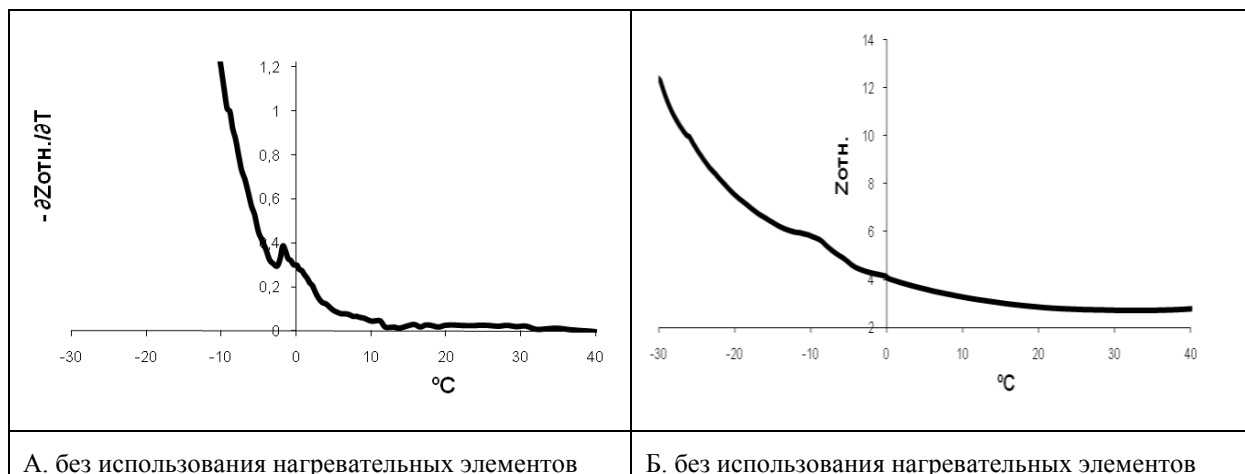 - ∂Zотн./∂T
1,2
1
0,8
0,6
0,4
0,2
0
-30 -20 -10 0 10 20 30 40
ºC
А. без использования нагревательных элементов
Zотн.
14
12
10
8
6
4
2
-30 -20 -10 0 10 20 30 40
ºC
Б. без использования нагревательных элементов